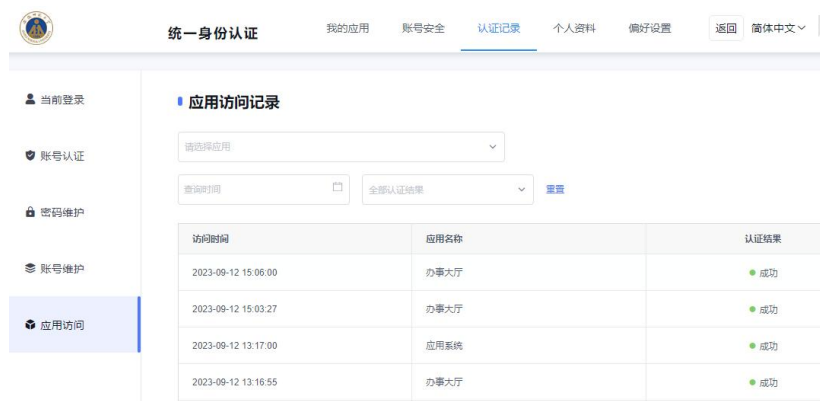 统一身份认证 我的应用 账号安全 认证记录 个人资料 偏好设置 返回 简体中文
当前登录
账号认证
密码维护
账号维护
应用访问
应用访问记录
请选择应用
查询时间 全部认证结果 重置
访问时间 应用名称 认证结果
2023-09-12 15:06:00 办事大厅 成功
2023-09-12 15:03:27 办事大厅 成功
2023-09-12 13:17:00 应用系统 成功
2023-09-12 13:16:55 办事大厅 成功